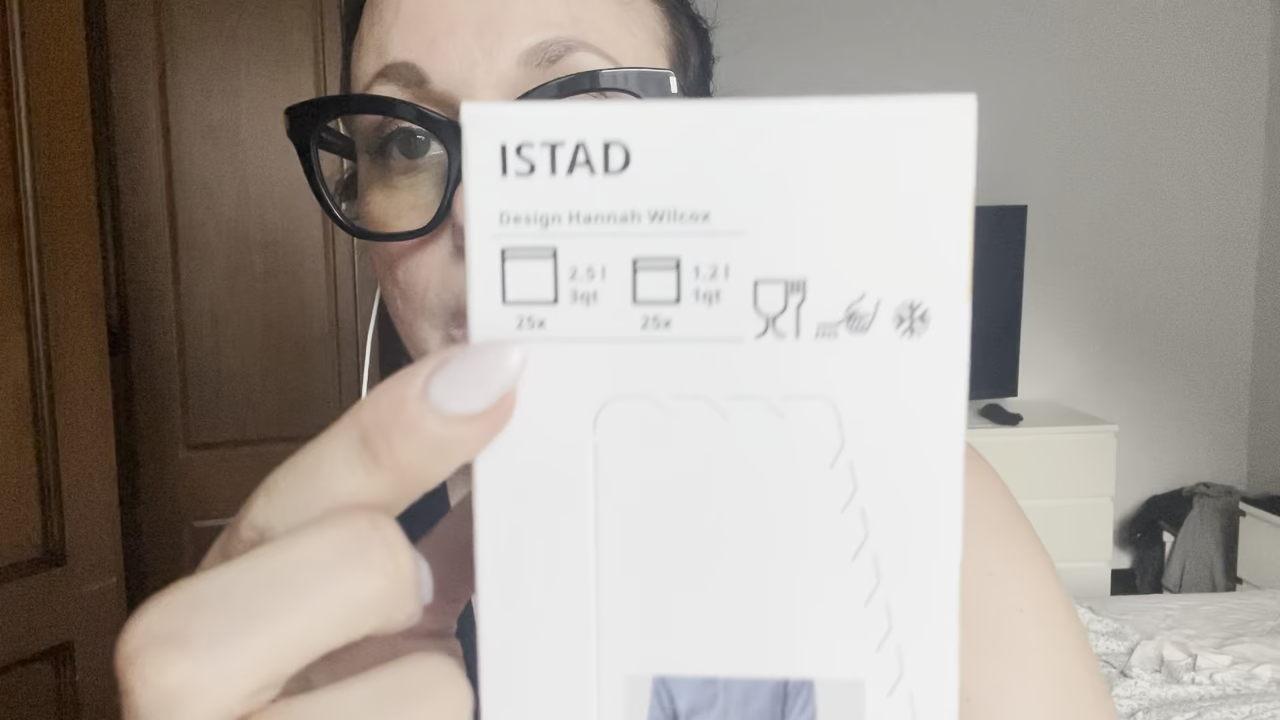 ISTAD
Design Hannah Wilcox
2.5 l 1.2 l
3qt 1qt
25x 25x